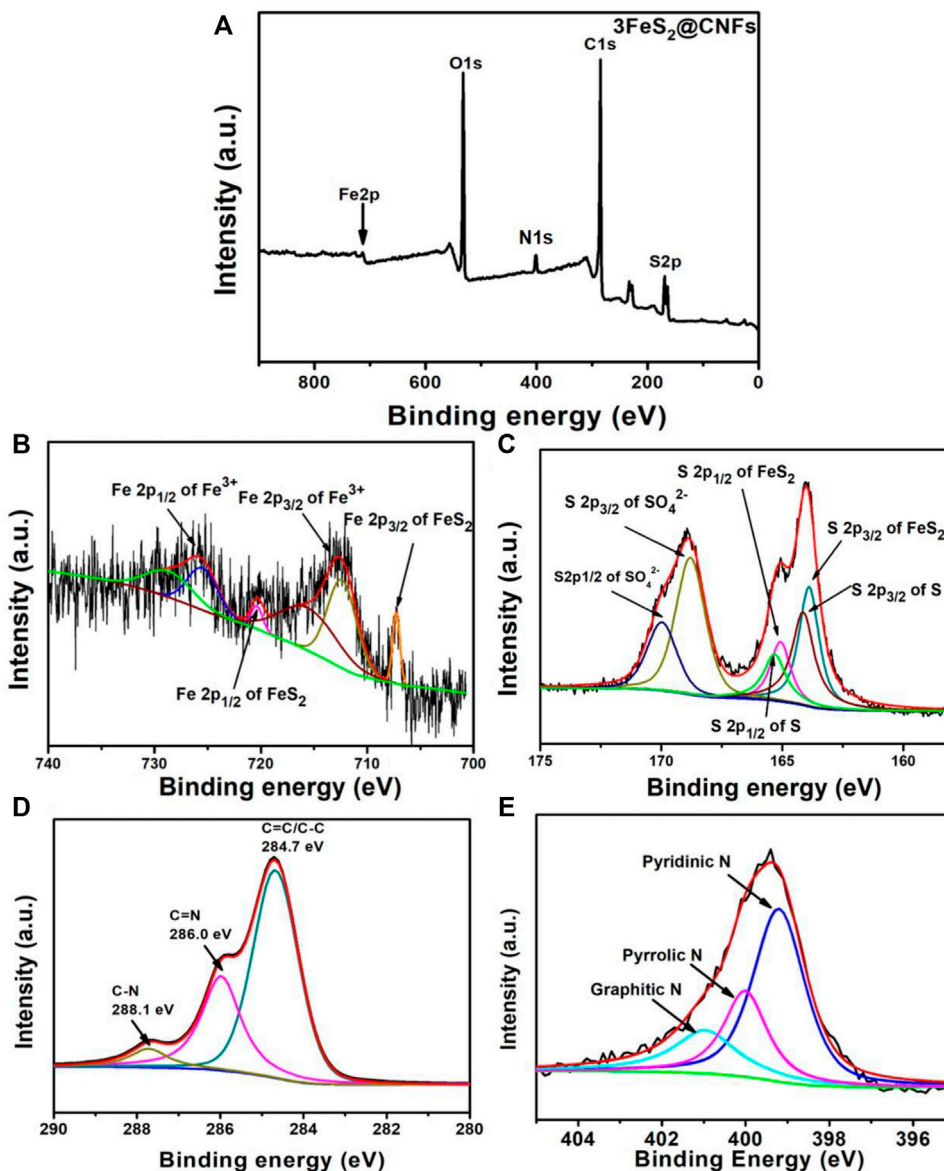 A
3FeS₂@CNFs
C1s
O1s
Fe2p
N1s
S2p
Intensity (a.u.)
800 600 400 200 0
Binding energy (eV)
B
Fe 2p₁/₂ of Fe³⁺
Fe 2p₃/₂ of Fe³⁺
Fe 2p₃/₂ of FeS₂
Fe 2p₁/₂ of FeS₂
Intensity (a.u.)
740 730 720 710 700
Binding energy (eV)
C
S 2p₁/₂ of FeS₂
S 2p₃/₂ of SO₄²⁻
S 2p₃/₂ of FeS₂
S2p1/2 of SO₄²⁻
S 2p₃/₂ of S
S 2p₁/₂ of S
Intensity (a.u.)
175 170 165 160
Binding energy (eV)
D
C=C/C-C
284.7 eV
C=N
286.0 eV
C-N
288.1 eV
Intensity (a.u.)
290 288 286 284 282 280
Binding energy (eV)
E
Pyridinic N
Pyrrolic N
Graphitic N
Intensity (a.u.)
404 402 400 398 396
Binding Energy (eV)